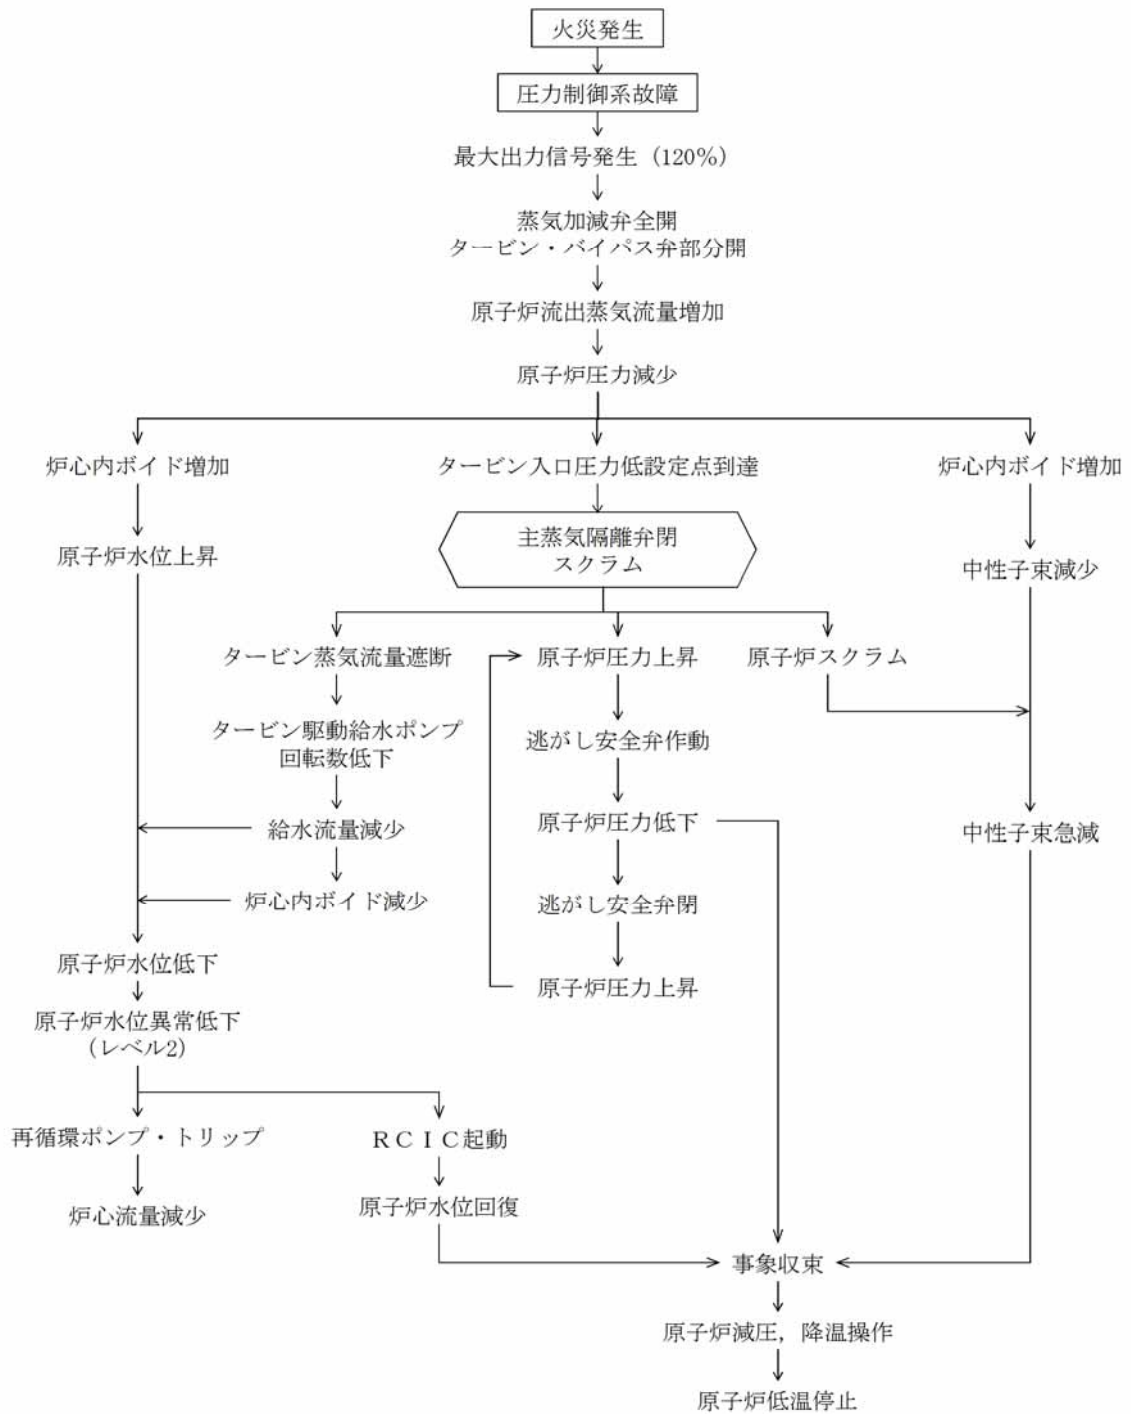 火災発生
圧力制御系故障
最大出力信号発生（120％）
蒸気加減弁全開
タービン・バイパス弁部分開
原子炉流出蒸気流量増加
原子炉圧力減少
炉心内ボイド増加
タービン入口圧力低設定点到達
炉心内ボイド増加
主蒸気隔離弁閉
スクラム
原子炉水位上昇
中性子束減少
タービン蒸気流量遮断
原子炉圧力上昇
原子炉スクラム
タービン駆動給水ポンプ
回転数低下
逃がし安全弁作動
給水流量減少
原子炉圧力低下
中性子束急減
炉心内ボイド減少
逃がし安全弁閉
原子炉水位低下
原子炉圧力上昇
原子炉水位異常低下
（レベル2）
再循環ポンプ・トリップ
ＲＣＩＣ起動
炉心流量減少
原子炉水位回復
事象収束
原子炉減圧，降温操作
原子炉低温停止